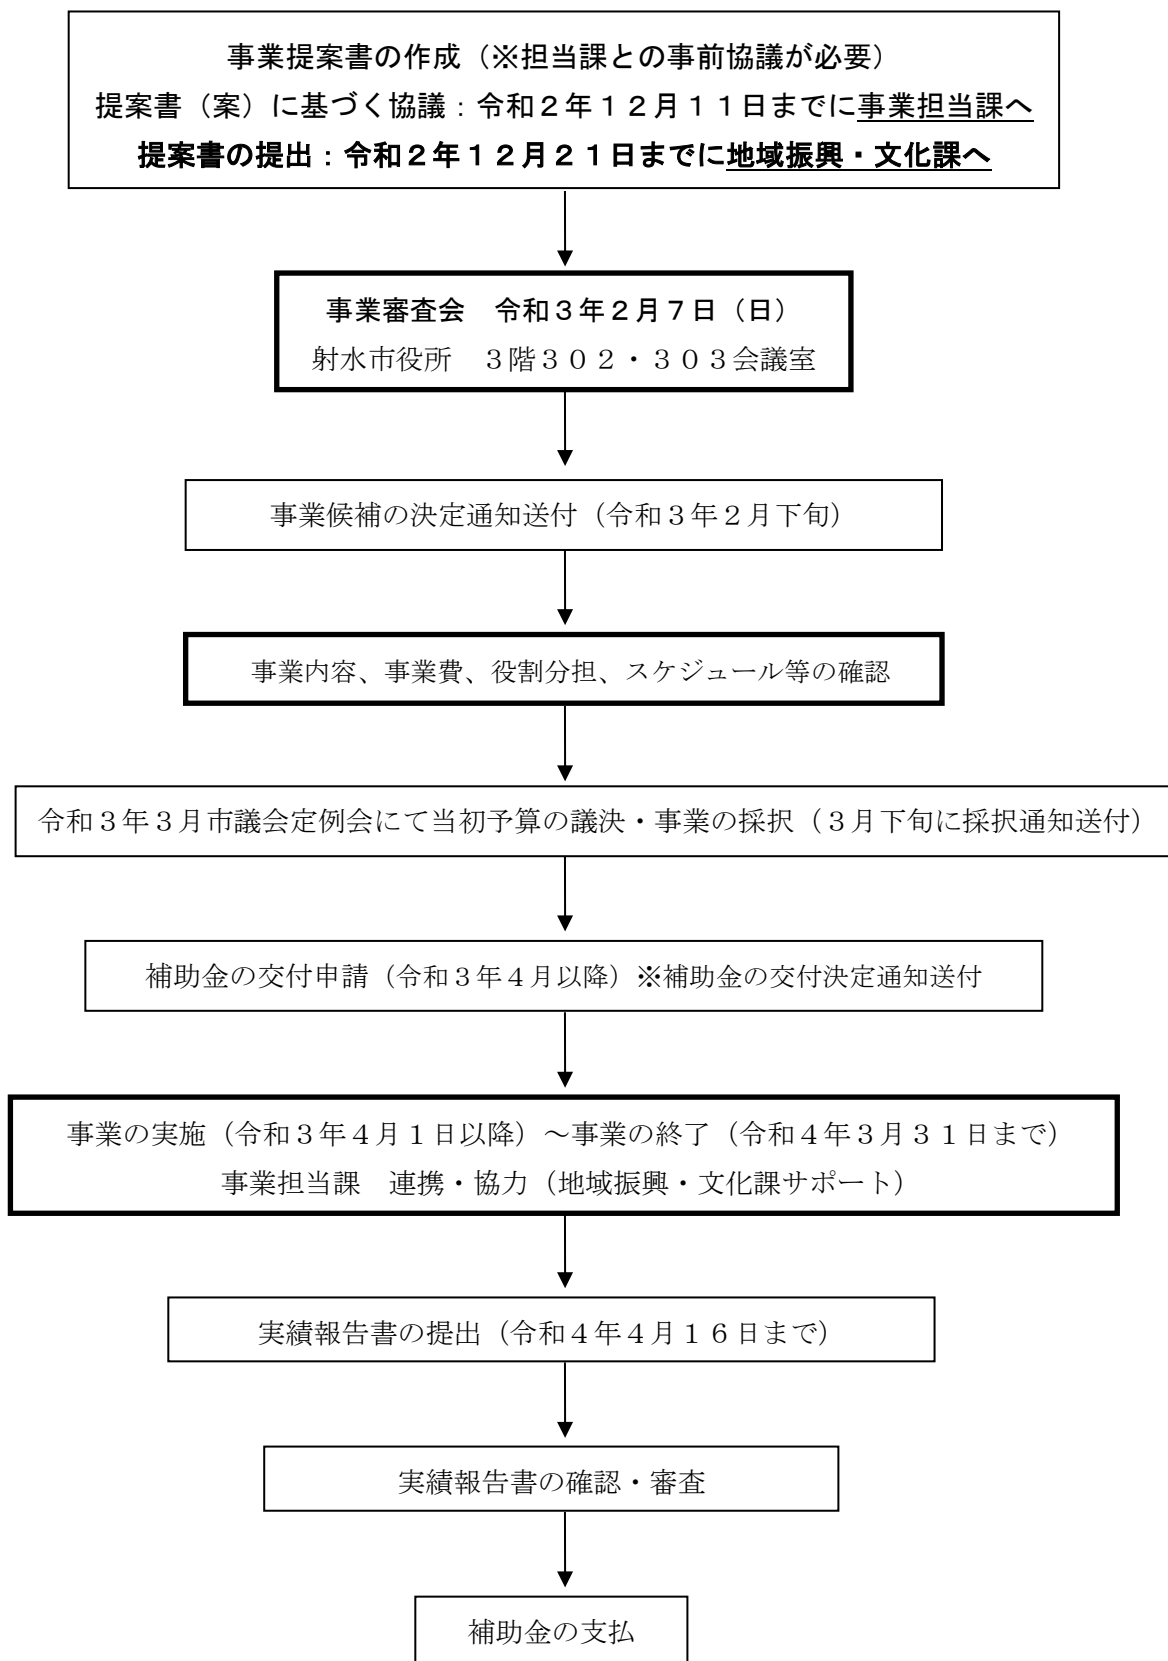 事業提案書の作成（※担当課との事前協議が必要）
提案書（案）に基づく協議：令和２年１２月１１日までに事業担当課へ
提案書の提出：令和２年１２月２１日までに地域振興・文化課へ
事業審査会　令和３年２月７日（日）
射水市役所　３階３０２・３０３会議室
事業候補の決定通知送付（令和３年２月下旬）
事業内容、事業費、役割分担、スケジュール等の確認
令和３年３月市議会定例会にて当初予算の議決・事業の採択（３月下旬に採択通知送付）
補助金の交付申請（令和３年４月以降）※補助金の交付決定通知送付
事業の実施（令和３年４月１日以降）～事業の終了（令和４年３月３１日まで）
事業担当課　連携・協力（地域振興・文化課サポート）
実績報告書の提出（令和４年４月１６日まで）
実績報告書の確認・審査
補助金の支払